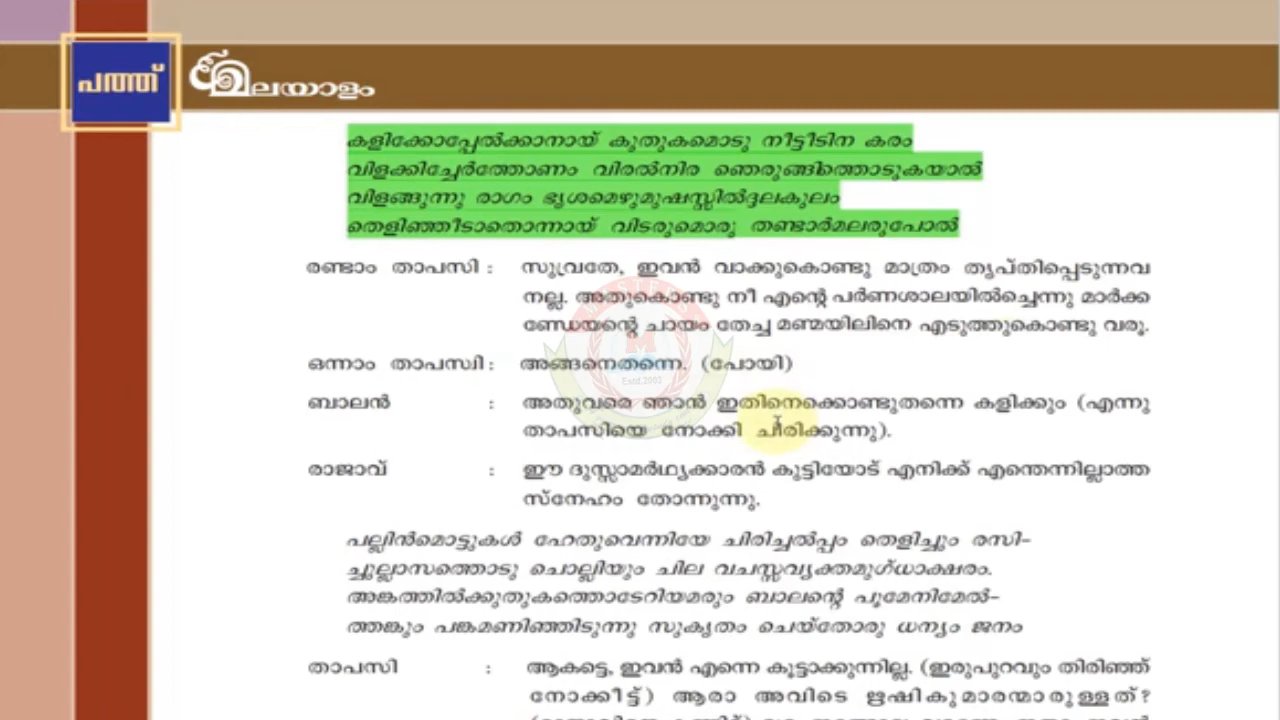 പത്ത്
മലയാളം
കളിക്കോപ്പേൽക്കാനായ് കുതുകമൊടു നീട്ടീടിന കരം
വിളക്കിച്ചേർത്തോണം വിരൽനിര ഞെരുങ്ങിത്തൊടുകയാൽ
വിളങ്ങുന്നു രാഗം ഭൃശമെഴുമുഷസ്സിൽദ്ദലകുലം
തെളിഞ്ഞീടാതൊന്നായ് വിടരുമൊരു തണ്ടാർമലരുപോൽ
രണ്ടാം താപസി : സുവ്രതേ, ഇവൻ വാക്കുകൊണ്ടു മാത്രം തൃപ്തിപ്പെടുന്നവ
നല്ല. അതുകൊണ്ടു നീ എന്റെ പർണശാലയിൽച്ചെന്നു മാർക്ക
ണ്ഡേയന്റെ ചായം തേച്ച മണ്മയിലിനെ എടുത്തുകൊണ്ടു വരൂ.
ഒന്നാം താപസ്വി : അങ്ങനെതന്നെ. (പോയി)
ബാലൻ : അതുവരെ ഞാൻ ഇതിനെക്കൊണ്ടുതന്നെ കളിക്കും (എന്നു
താപസിയെ നോക്കി ചിരിക്കുന്നു).
രാജാവ് : ഈ ദുസ്സാമർഥ്യക്കാരൻ കുട്ടിയോട് എനിക്ക് എന്തെന്നില്ലാത്ത
സ്നേഹം തോന്നുന്നു.
പല്ലിൻമൊട്ടുകൾ ഹേതുവെന്നിയേ ചിരിച്ചൽപ്പം തെളിച്ചും രസി-
ച്ചുല്ലാസത്തൊടു ചൊല്ലിയും ചില വചസ്സവ്യക്തമുഗ്ധാക്ഷരം.
അങ്കത്തിൽക്കുതുകത്തൊടേറിയമരും ബാലന്റെ പൂമേനിമേൽ-
ത്തങ്കും പങ്കമണിഞ്ഞിടുന്നു സുകൃതം ചെയ്തോരു ധന്യം ജനം
താപസി : ആകട്ടെ, ഇവൻ എന്നെ കൂട്ടാക്കുന്നില്ല. (ഇരുപുറവും തിരിഞ്ഞ്
നോക്കീട്ട്) ആരാ അവിടെ ഋഷികുമാരന്മാരുള്ളത്?